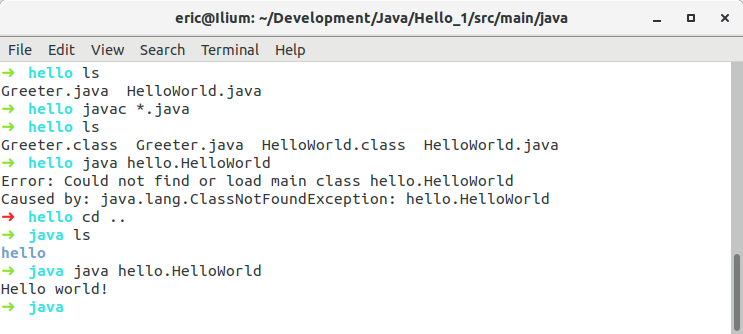 eric@Ilium: ~/Development/Java/Hello_1/src/main/java
File Edit View Search Terminal Help
➜ hello ls
Greeter.java HelloWorld.java
➜ hello javac *.java
➜ hello ls
Greeter.class Greeter.java HelloWorld.class HelloWorld.java
➜ hello java hello.HelloWorld
Error: Could not find or load main class hello.HelloWorld
Caused by: java.lang.ClassNotFoundException: hello.HelloWorld
➜ hello cd ..
➜ java ls
hello
➜ java java hello.HelloWorld
Hello world!
➜ java